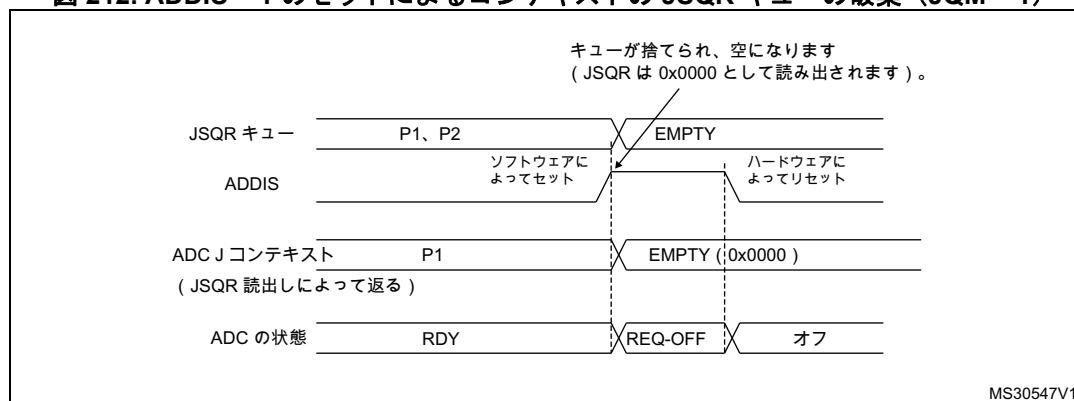 キューが捨てられ、空になります
( JSQR は 0x0000 として読み出されます ) 。
JSQR キュー
P1、P2
EMPTY
ADDIS
ソフトウェアに
よってセット
ハードウェアに
よってリセット
ADC J コンテキスト
( JSQR 読出しによって返る )
P1
EMPTY ( 0x0000 )
ADC の状態
RDY
REQ-OFF
オフ
MS30547V1